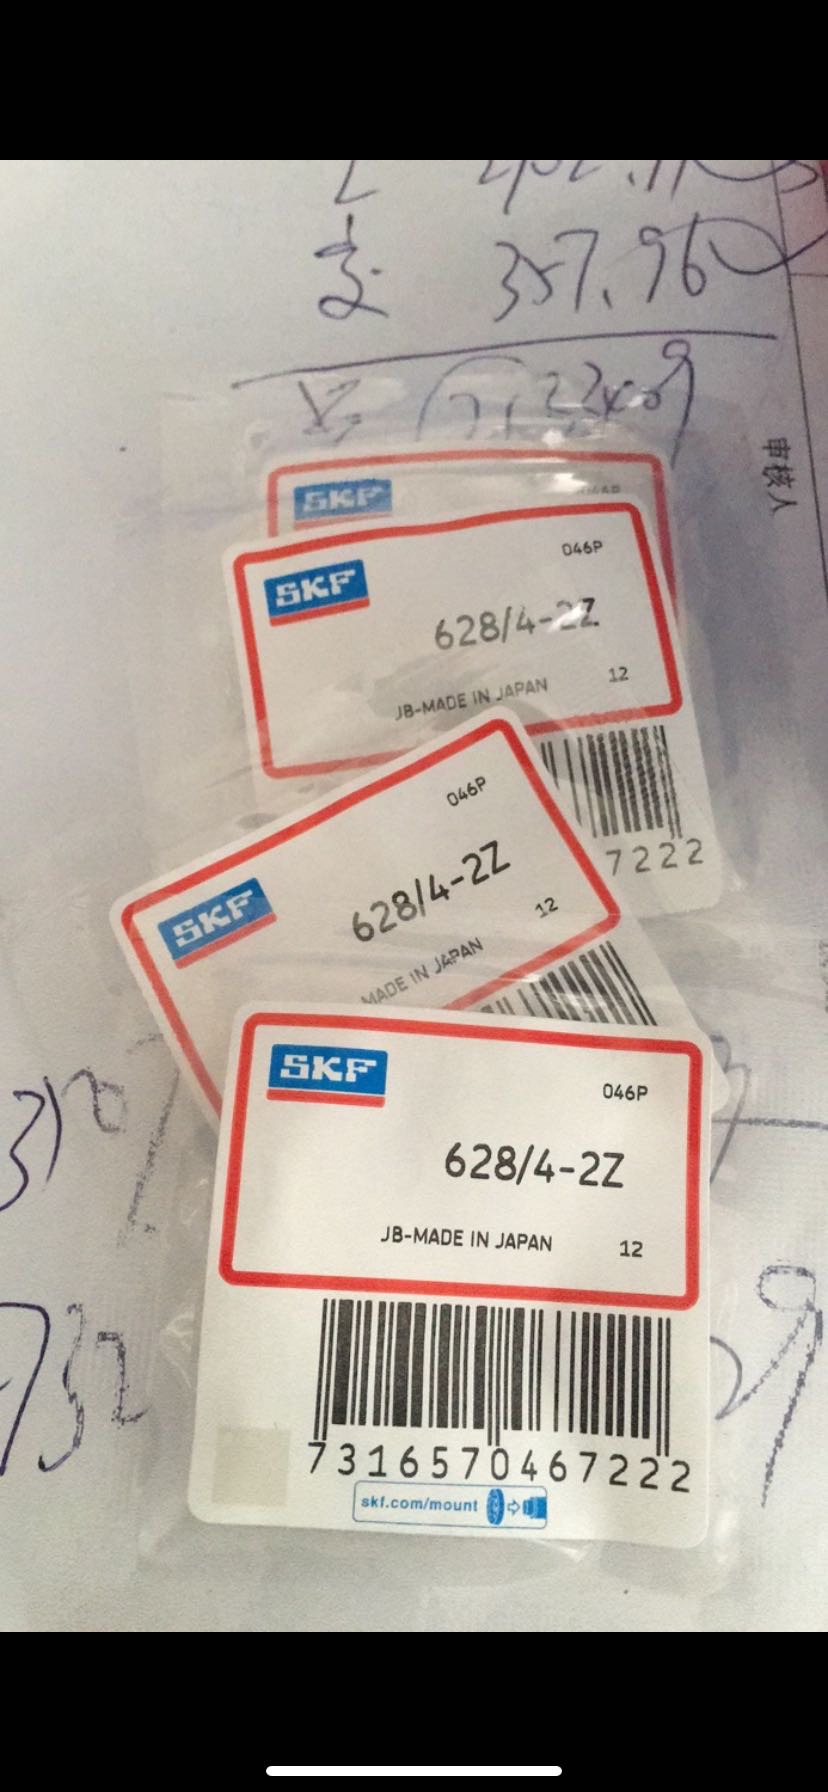 支 357.96
审核人
SKF
SKF
046P
628/4-2Z
JB-MADE IN JAPAN
12
7222
SKF
046P
628/4-2Z
12
MADE IN JAPAN
SKF
046P
628/4-2Z
JB-MADE IN JAPAN
12
7316570467222
skf.com/mount
732